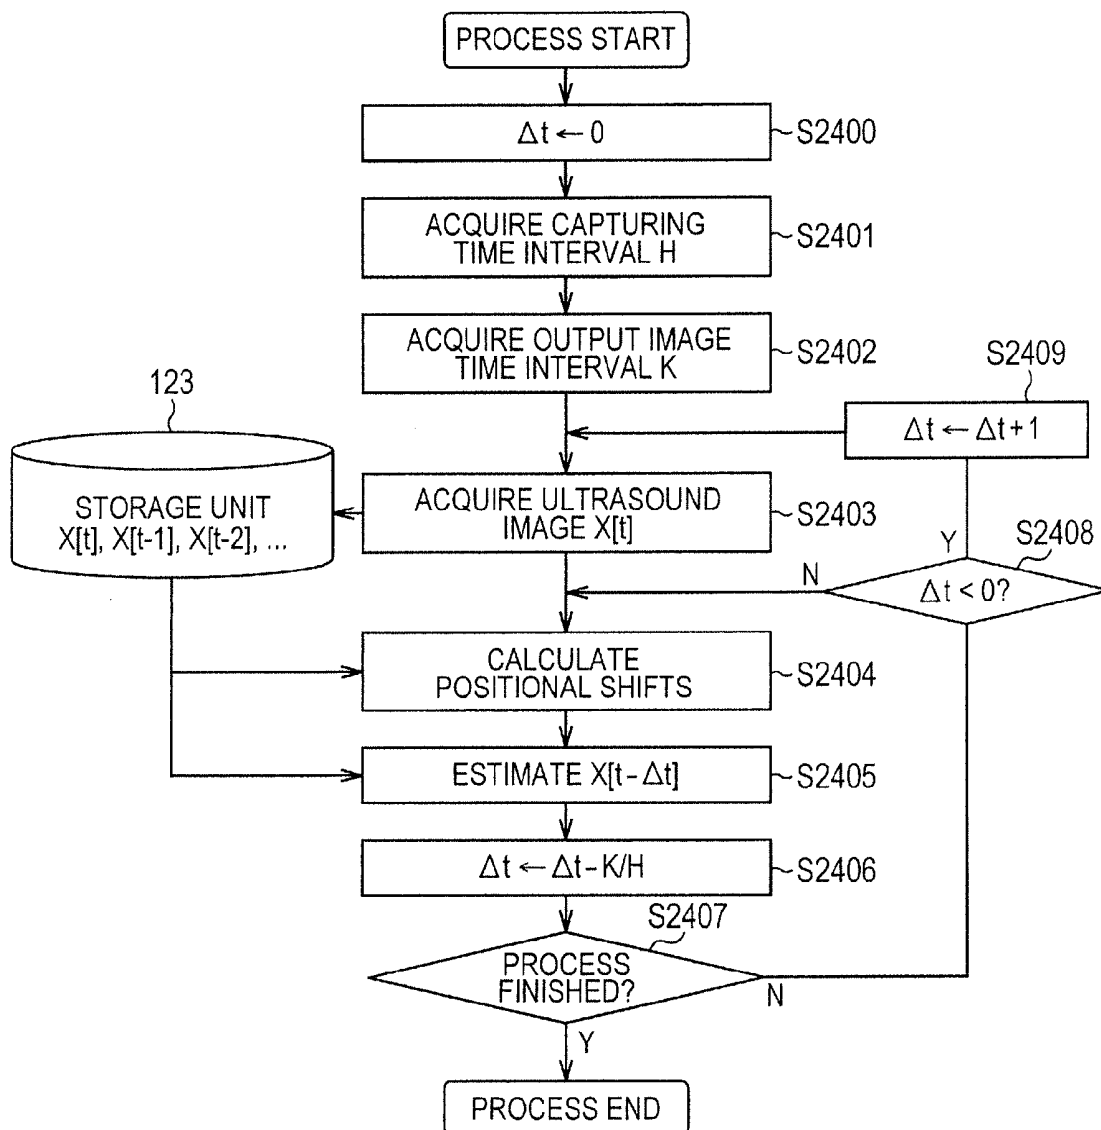 PROCESS START
Δt ← 0
S2400
ACQUIRE CAPTURING
TIME INTERVAL H
S2401
ACQUIRE OUTPUT IMAGE
TIME INTERVAL K
S2402
S2409
Δt ← Δt + 1
123
STORAGE UNIT
X[t], X[t-1], X[t-2], ...
ACQUIRE ULTRASOUND
IMAGE X[t]
S2403
S2408
Y
N
Δt < 0?
CALCULATE
POSITIONAL SHIFTS
S2404
ESTIMATE X[t - Δt]
S2405
Δt ← Δt - K/H
S2406
S2407
PROCESS
FINISHED?
N
Y
PROCESS END